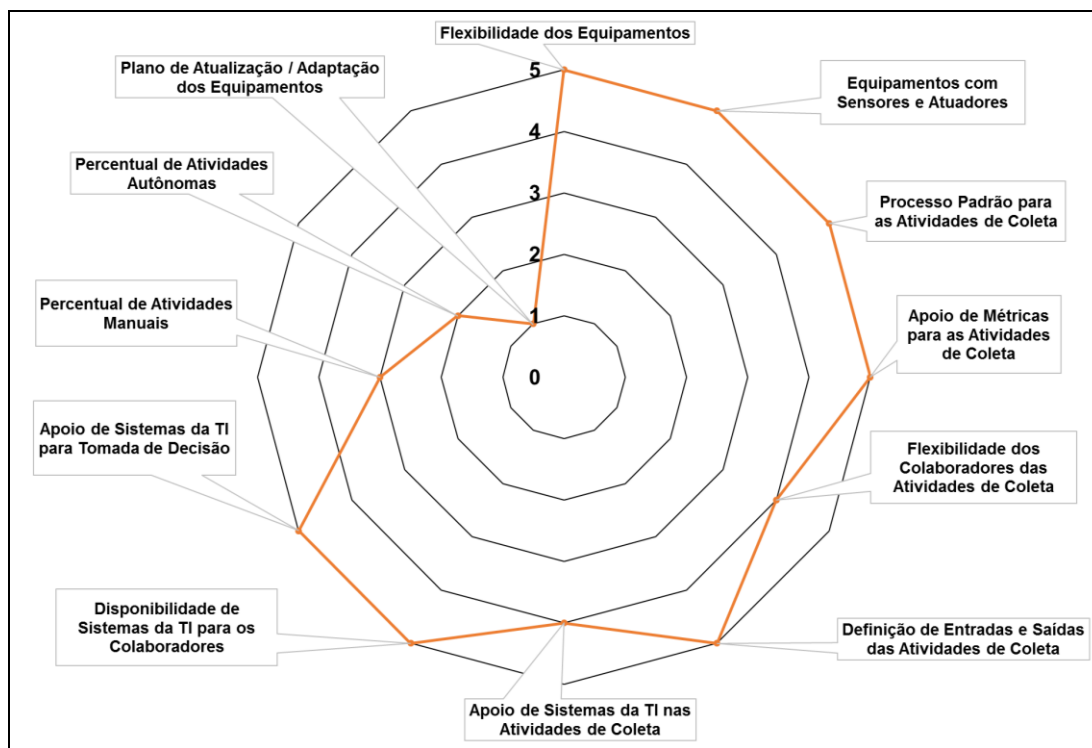 Flexibilidade dos Equipamentos
Equipamentos com
Sensores e Atuadores
Processo Padrão para
as Atividades de Coleta
Apoio de Métricas
para as Atividades
de Coleta
Flexibilidade dos
Colaboradores das
Atividades de Coleta
Definição de Entradas e Saídas
das Atividades de Coleta
Apoio de Sistemas da TI nas
Atividades de Coleta
Disponibilidade de
Sistemas da TI para os
Colaboradores
Apoio de Sistemas da TI
para Tomada de Decisão
Percentual de Atividades
Manuais
Percentual de Atividades
Autônomas
Plano de Atualização / Adaptação
dos Equipamentos
5
4
3
2
1
0